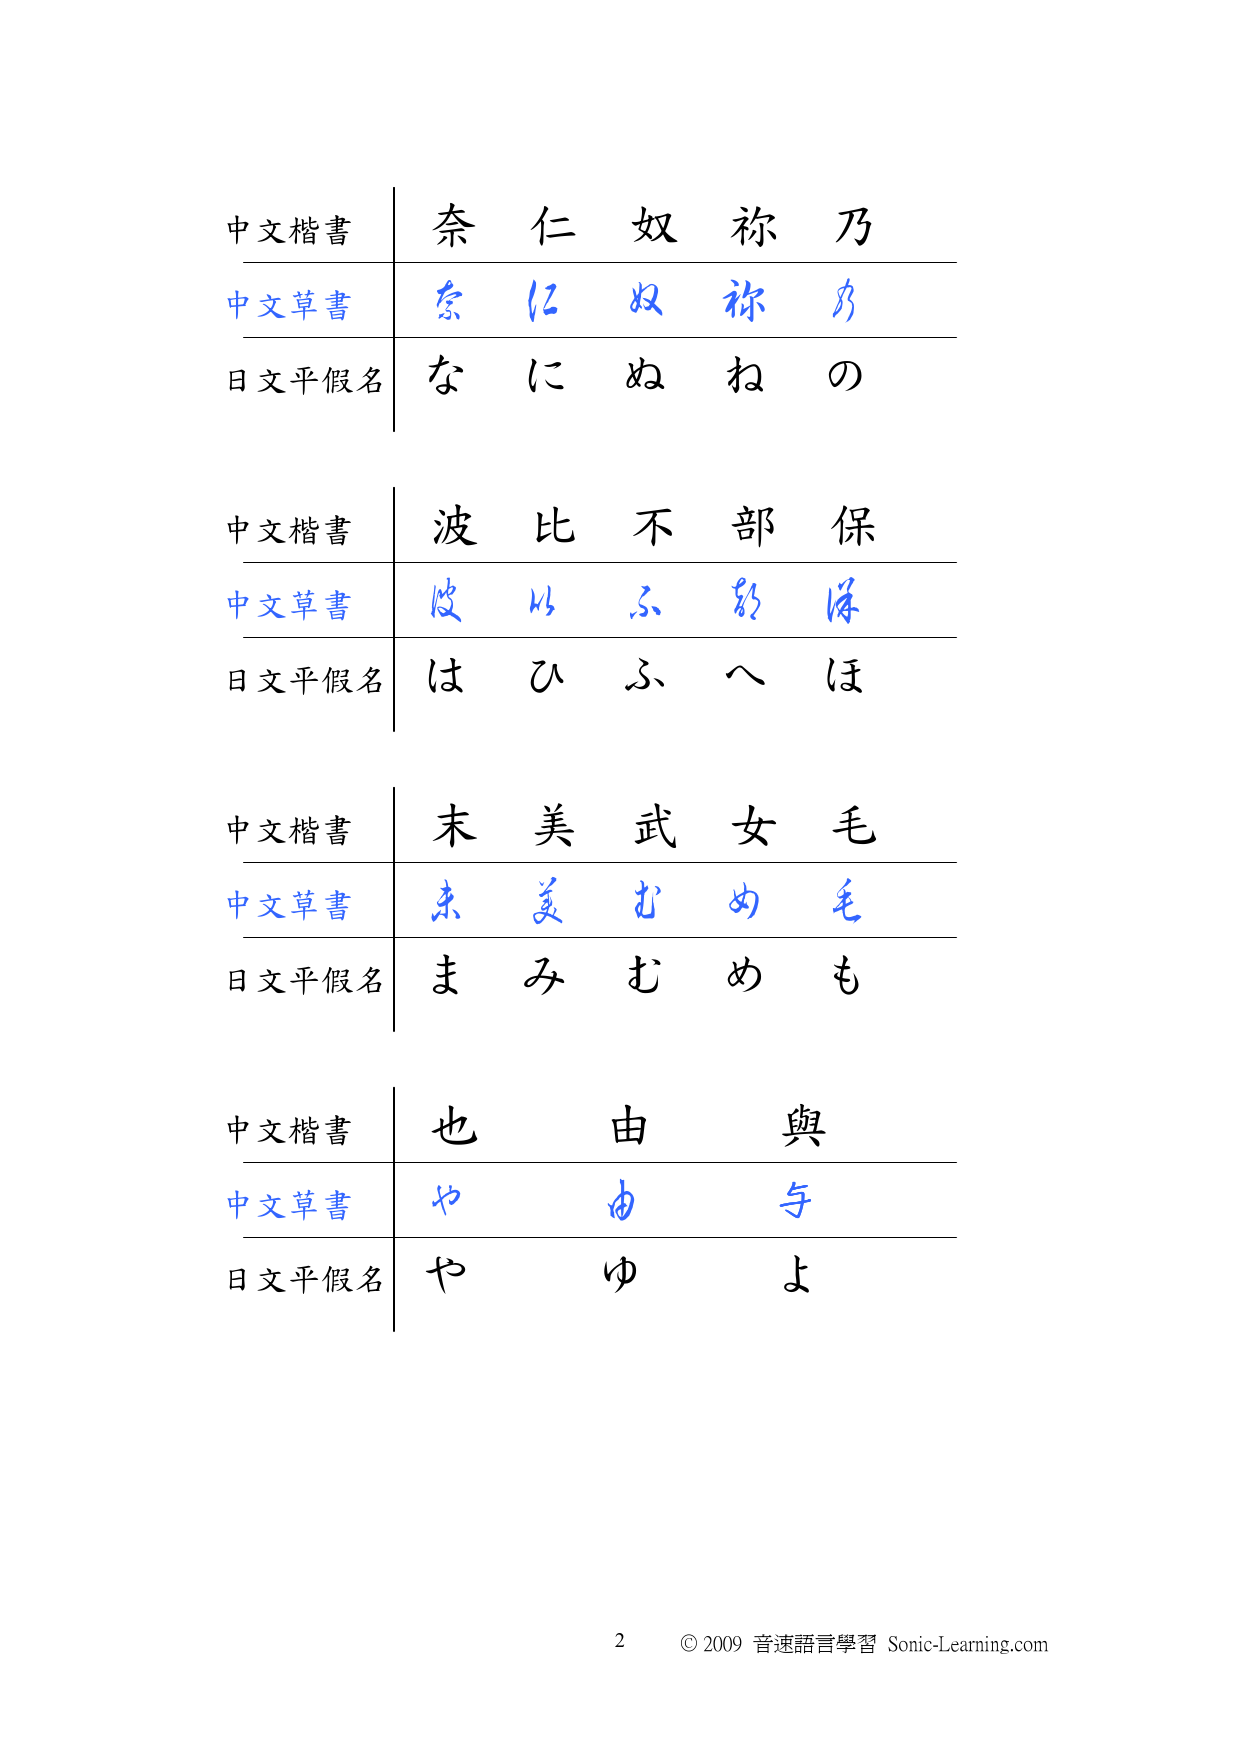 中文楷書 奈 仁 奴 祢 乃
中文草書 奈 仁 奴 祢 乃
日文平假名 な に ぬ ね の
中文楷書 波 比 不 部 保
中文草書 波 比 不 部 保
日文平假名 は ひ ふ へ ほ
中文楷書 末 美 武 女 毛
中文草書 末 美 武 女 毛
日文平假名 ま み む め も
中文楷書 也 由 與
中文草書 也 由 与
日文平假名 や ゆ よ
2 © 2009 音速語言學習 Sonic-Learning.com